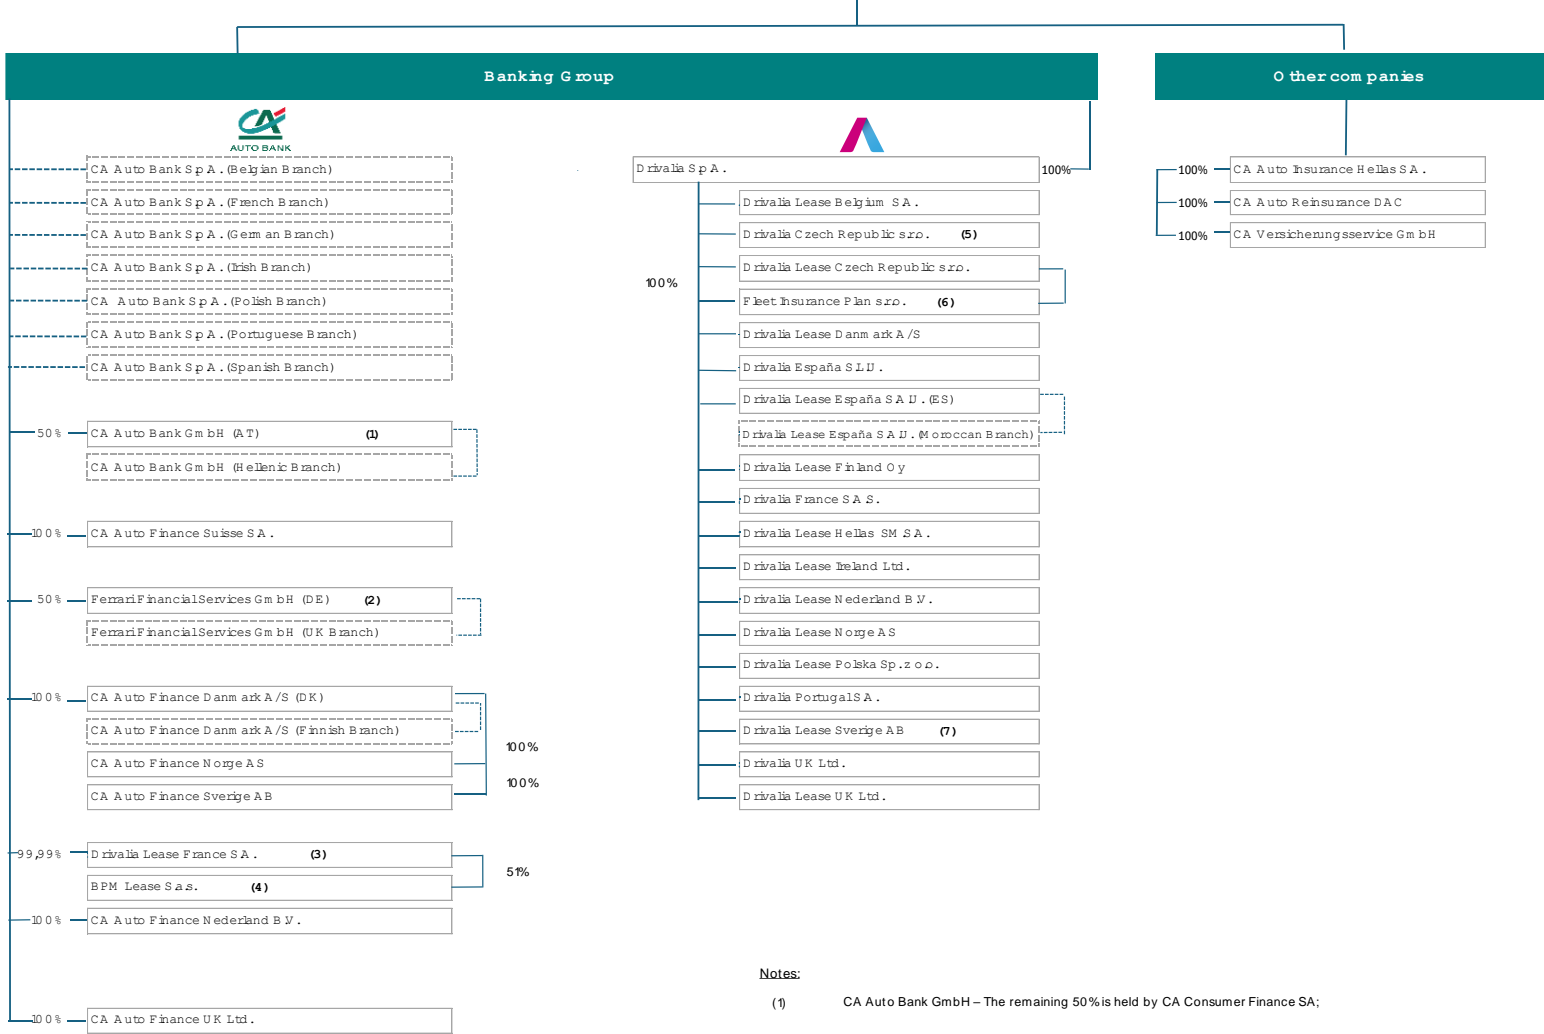 Banking Group
Other companies
CA
AUTO BANK
CA Auto Bank S.p.A. (Belgian Branch)
CA Auto Bank S.p.A. (French Branch)
CA Auto Bank S.p.A. (German Branch)
CA Auto Bank S.p.A. (Irish Branch)
CA Auto Bank S.p.A. (Polish Branch)
CA Auto Bank S.p.A. (Portuguese Branch)
CA Auto Bank S.p.A. (Spanish Branch)
50% CA Auto Bank GmbH (AT) (1)
CA Auto Bank GmbH (Hellenic Branch)
100% CA Auto Finance Suisse S.A.
50% Ferrari Financial Services GmbH (DE) (2)
Ferrari Financial Services GmbH (UK Branch)
100% CA Auto Finance Danmark A/S (DK)
CA Auto Finance Danmark A/S (Finnish Branch)
100%
CA Auto Finance Norge AS
100%
CA Auto Finance Sverige AB
99,99% Drivalia Lease France S.A. (3)
51%
BPM Lease S.a.s. (4)
100% CA Auto Finance Nederland B.V.
100% CA Auto Finance UK Ltd.
Drivalia S.p.A. 100%
Drivalia Lease Belgium S.A.
Drivalia Czech Republic s.r.o. (5)
Drivalia Lease Czech Republic s.r.o.
100%
Fleet Insurance Plan s.r.o. (6)
Drivalia Lease Danmark A/S
Drivalia España S.L.U.
Drivalia Lease España S.A.U. (ES)
Drivalia Lease España S.A.U. (Moroccan Branch)
Drivalia Lease Finland Oy
Drivalia France S.A.S.
Drivalia Lease Hellas SM S.A.
Drivalia Lease Ireland Ltd.
Drivalia Lease Nederland B.V.
Drivalia Lease Norge AS
Drivalia Lease Polska Sp. z o.o.
Drivalia Portugal S.A.
Drivalia Lease Sverige AB (7)
Drivalia UK Ltd.
Drivalia Lease UK Ltd.
100% CA Auto Insurance Hellas S.A.
100% CA Auto Reinsurance DAC
100% CA Versicherungsservice GmbH
Notes:
(1) CA Auto Bank GmbH – The remaining 50% is held by CA Consumer Finance SA;